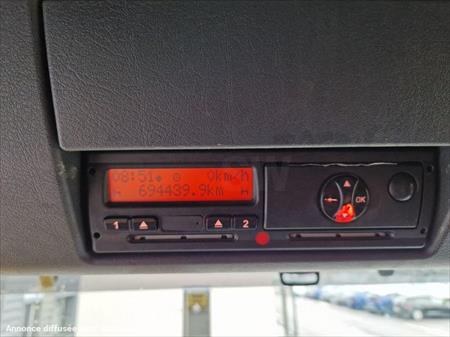 08:51 0km/h
694439.9km
1 2
OK
Annonce diffusée